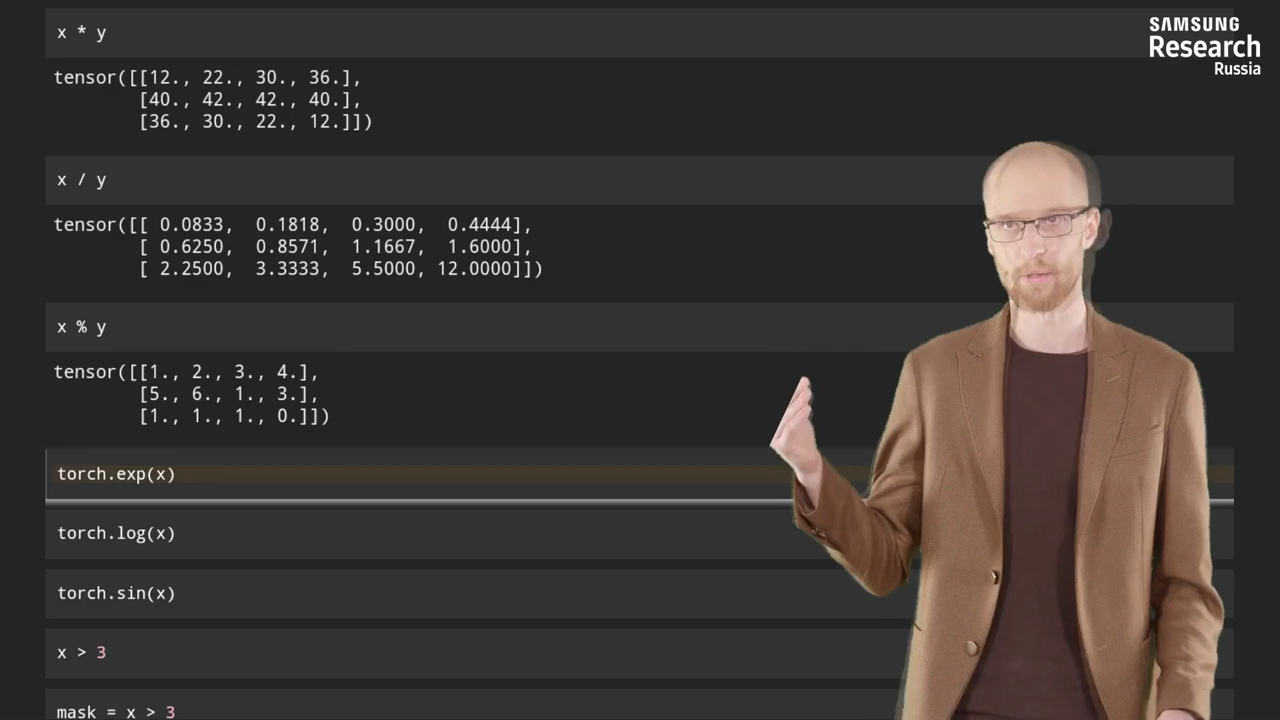 SAMSUNG
Research
Russia
x * y
tensor([[12., 22., 30., 36.],
[40., 42., 42., 40.],
[36., 30., 22., 12.]])
x / y
tensor([[ 0.0833,  0.1818,  0.3000,  0.4444],
[ 0.6250,  0.8571,  1.1667,  1.6000],
[ 2.2500,  3.3333,  5.5000, 12.0000]])
x % y
tensor([[1., 2., 3., 4.],
[5., 6., 1., 3.],
[1., 1., 1., 0.]])
torch.exp(x)
torch.log(x)
torch.sin(x)
x > 3
mask = x > 3